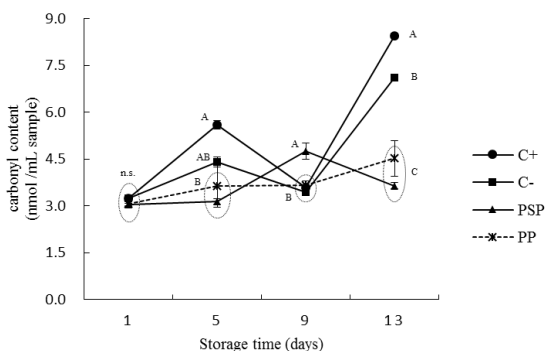 9.0
7.5
6.0
4.5
3.0
1.5
0.0
carbonyl content
(nmol /mL sample)
n.s.
A
AB
B
A
B
A
B
C
1 5 9 13
Storage time (days)
C+
C-
PSP
PP